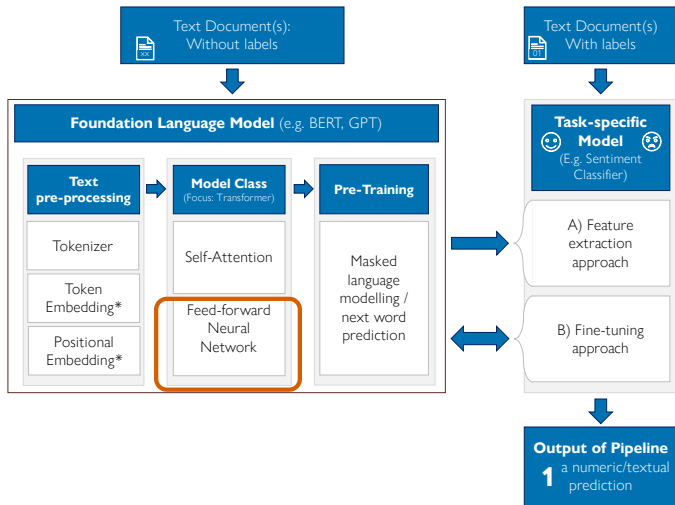 Text Document(s):
Without labels
xx
Text Document(s)
With labels
01
Foundation Language Model (e.g. BERT, GPT)
Text
pre-processing
Model Class
(Focus: Transformer)
Pre-Training
Tokenizer
Token
Embedding*
Positional
Embedding*
Self-Attention
Feed-forward
Neural
Network
Masked
language
modelling /
next word
prediction
Task-specific
Model
(E.g. Sentiment
Classifier)
A) Feature
extraction
approach
B) Fine-tuning
approach
Output of Pipeline
1 a numeric/textual
prediction